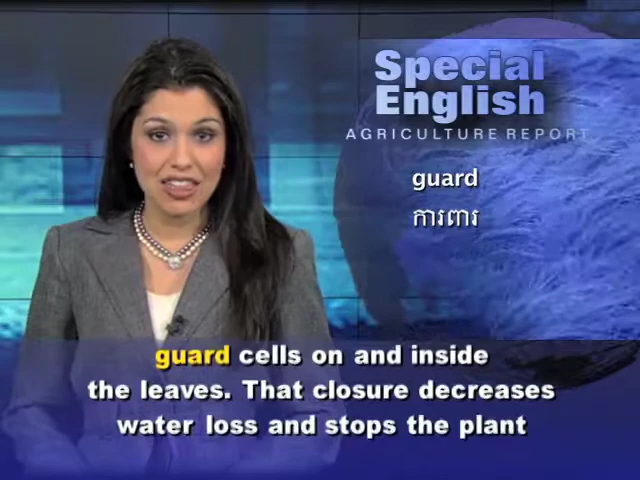 Special
English
AGRICULTURE REPORT
guard
ការពារ
guard cells on and inside
the leaves. That closure decreases
water loss and stops the plant